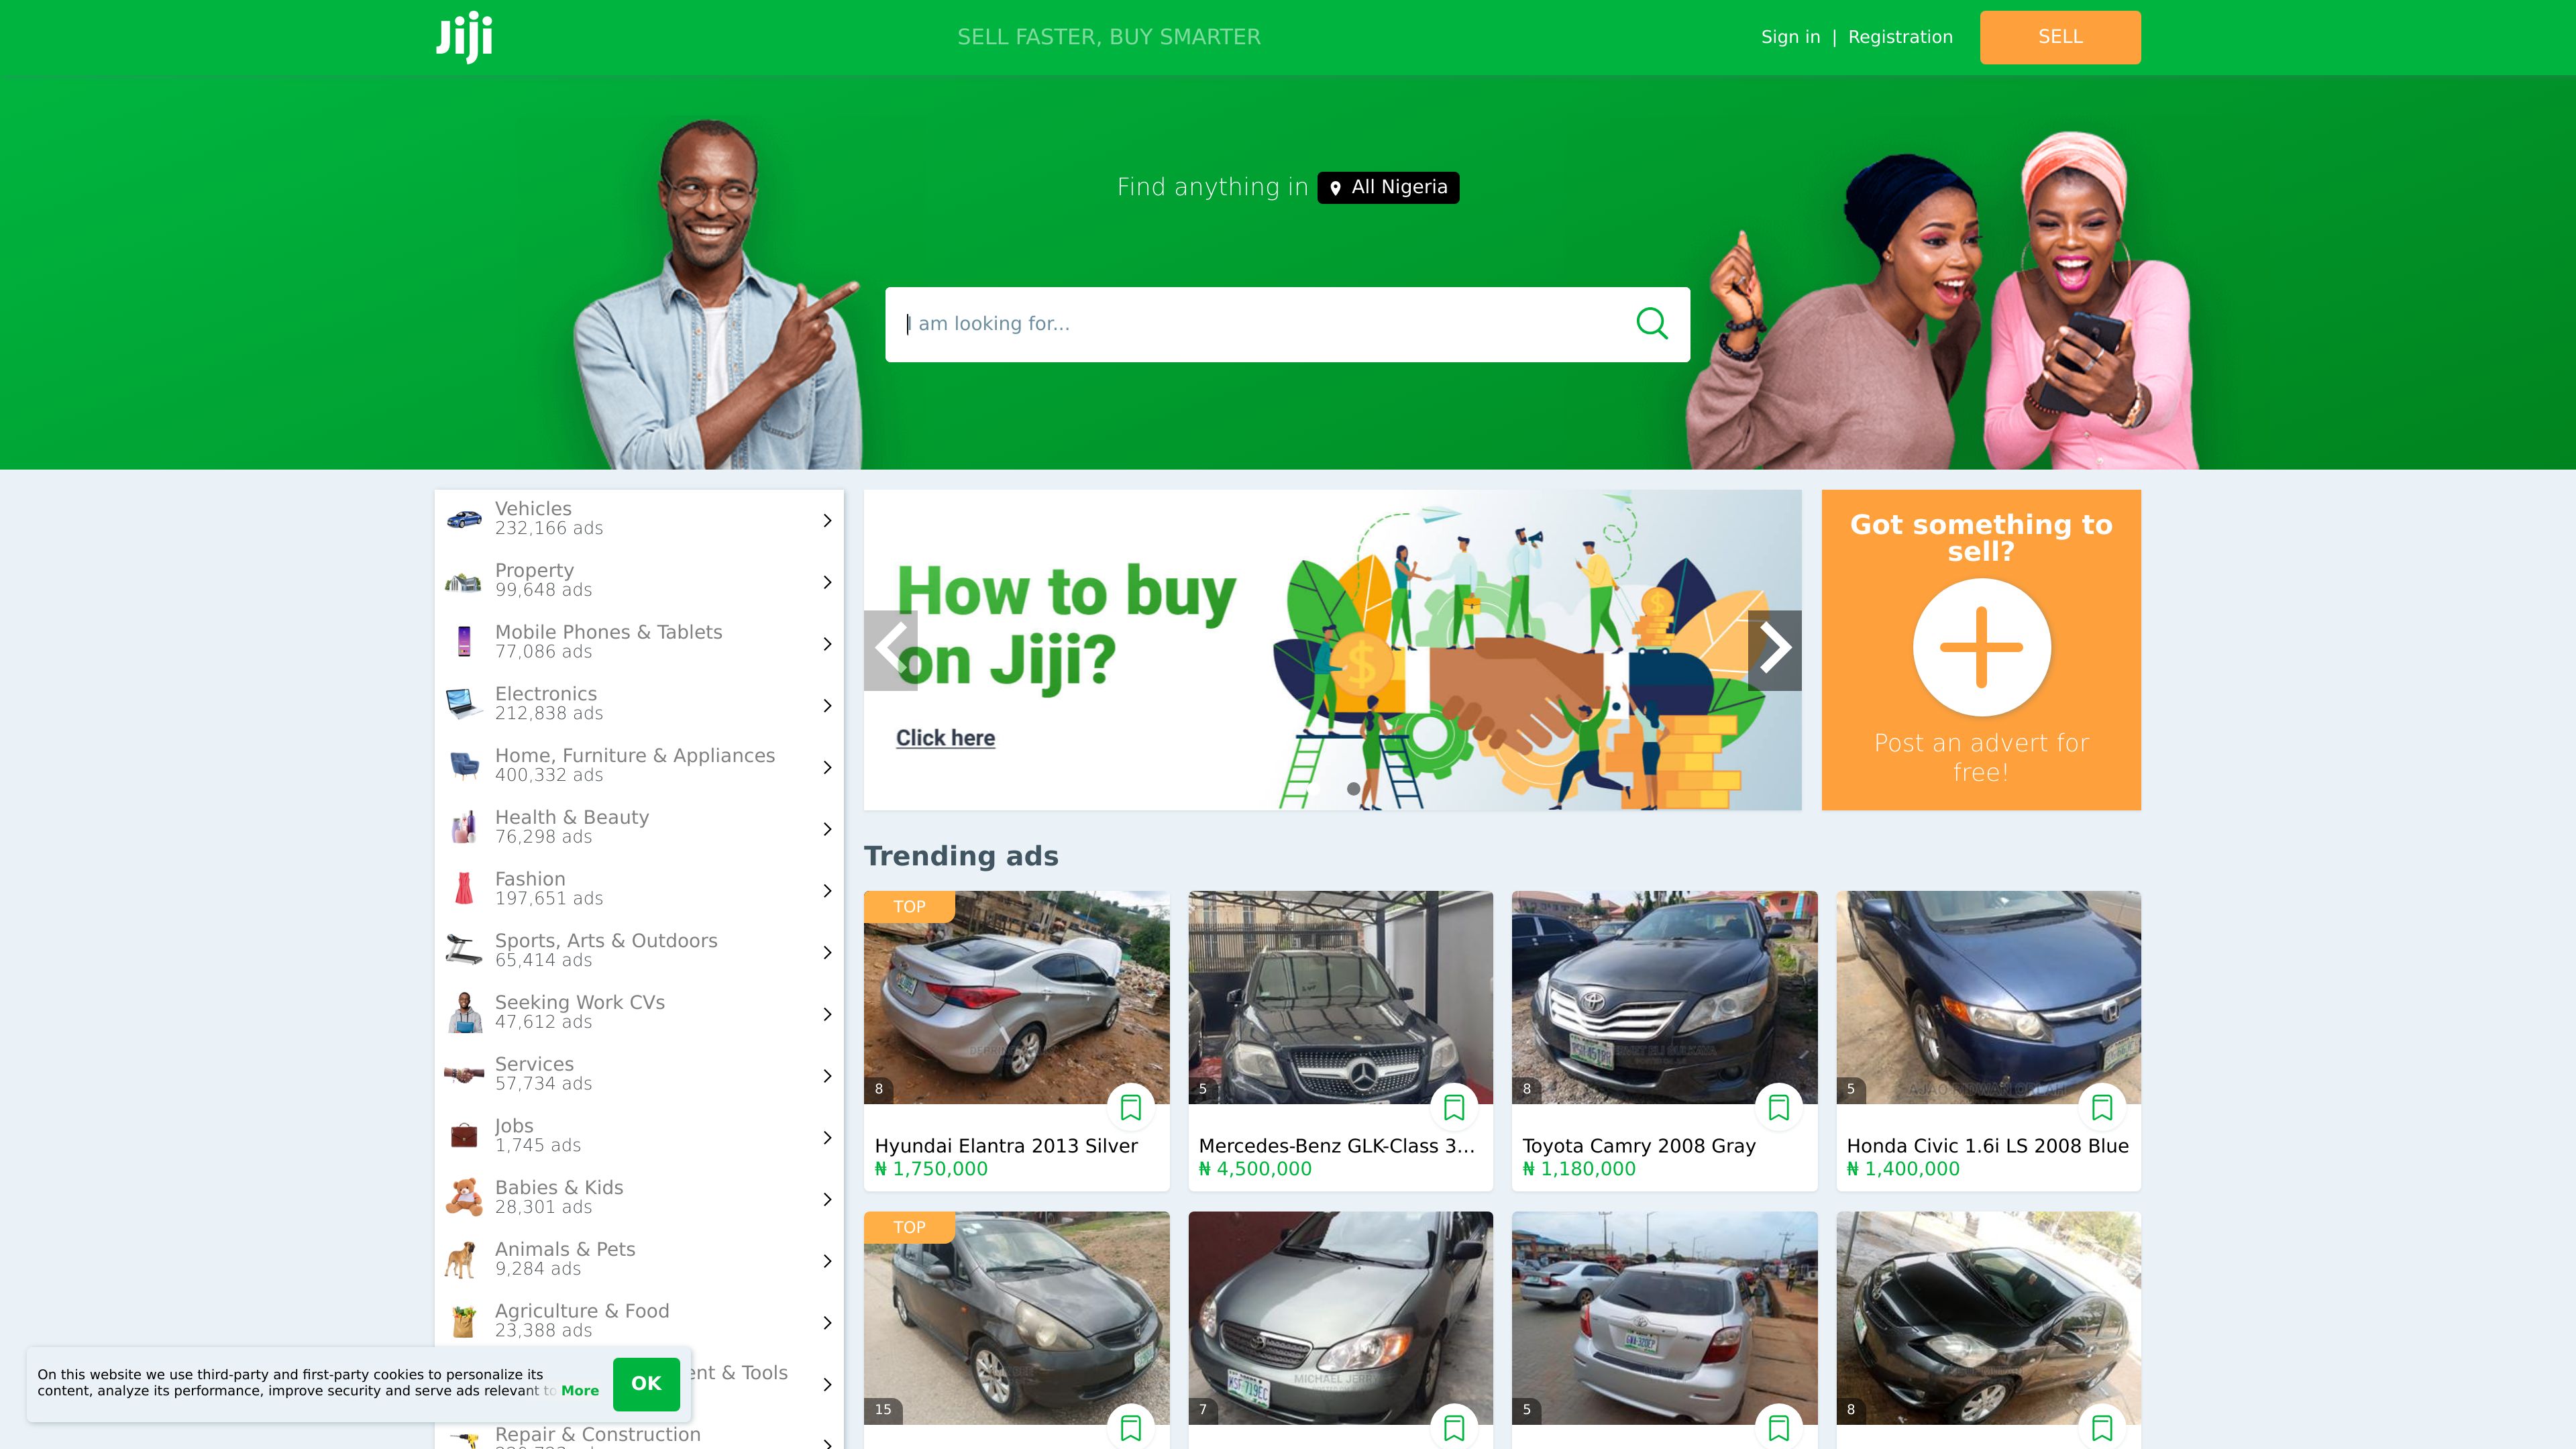 Jiji
SELL FASTER, BUY SMARTER
Sign in | Registration
SELL
Find anything in All Nigeria
I am looking for...
Vehicles
232,166 ads
Property
99,648 ads
Mobile Phones & Tablets
77,086 ads
Electronics
212,838 ads
Home, Furniture & Appliances
400,332 ads
Health & Beauty
76,298 ads
Fashion
197,651 ads
Sports, Arts & Outdoors
65,414 ads
Seeking Work CVs
47,612 ads
Services
57,734 ads
Jobs
1,745 ads
Babies & Kids
28,301 ads
Animals & Pets
9,284 ads
Agriculture & Food
23,388 ads
& Tools
Repair & Construction
How to buy
on Jiji?
Click here
Got something to
sell?
Post an advert for
free!
Trending ads
TOP
8
Hyundai Elantra 2013 Silver
₦ 1,750,000
5
Mercedes-Benz GLK-Class 3...
₦ 4,500,000
8
Toyota Camry 2008 Gray
₦ 1,180,000
5
Honda Civic 1.6i LS 2008 Blue
₦ 1,400,000
TOP
15
7
5
8
On this website we use third-party and first-party cookies to personalize its
content, analyze its performance, improve security and serve ads relevant to More
OK